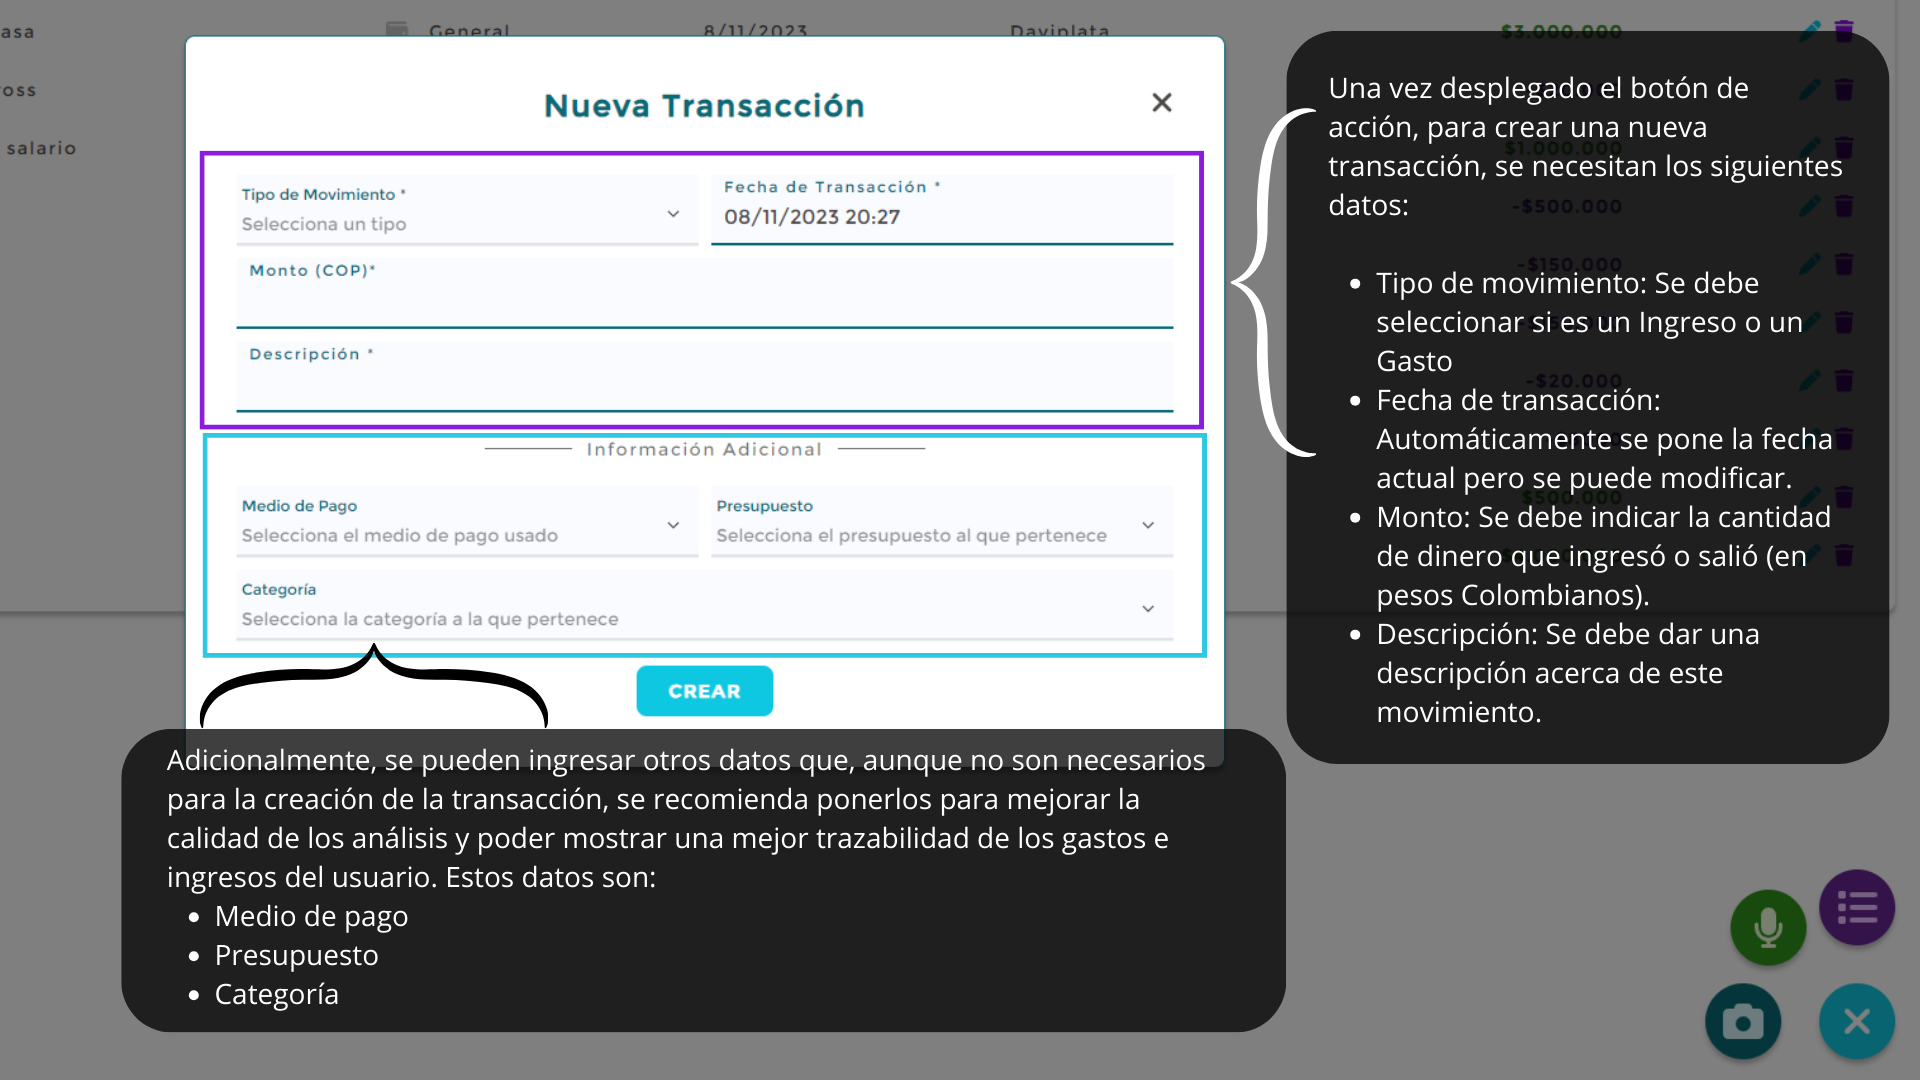 asa
General
8/11/2023
Daviplata
$3.000.000
oss
salario
$1.000.000
-$500.000
-$150.000
-$20.000
$500.000
Nueva Transacción
Tipo de Movimiento *
Selecciona un tipo
Fecha de Transacción *
08/11/2023 20:27
Monto (COP)*
Descripción *
Información Adicional
Medio de Pago
Selecciona el medio de pago usado
Presupuesto
Selecciona el presupuesto al que pertenece
Categoría
Selecciona la categoría a la que pertenece
CREAR
Una vez desplegado el botón de
acción, para crear una nueva
transacción, se necesitan los siguientes
datos:
• Tipo de movimiento: Se debe
seleccionar si es un Ingreso o un
Gasto
• Fecha de transacción:
Automáticamente se pone la fecha
actual pero se puede modificar.
• Monto: Se debe indicar la cantidad
de dinero que ingresó o salió (en
pesos Colombianos).
• Descripción: Se debe dar una
descripción acerca de este
movimiento.
Adicionalmente, se pueden ingresar otros datos que, aunque no son necesarios
para la creación de la transacción, se recomienda ponerlos para mejorar la
calidad de los análisis y poder mostrar una mejor trazabilidad de los gastos e
ingresos del usuario. Estos datos son:
• Medio de pago
• Presupuesto
• Categoría